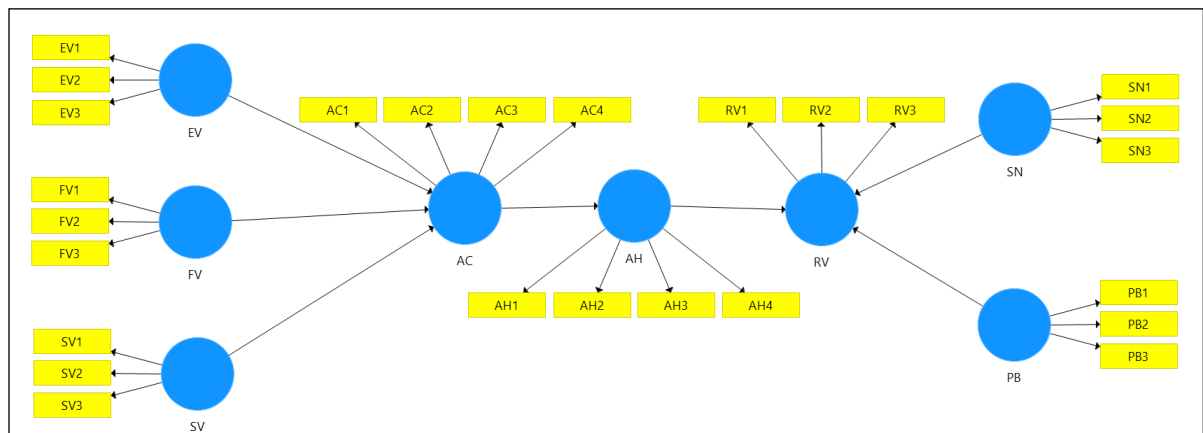 EV1
EV2
EV3
EV
FV1
FV2
FV3
FV
SV1
SV2
SV3
SV
AC1
AC2
AC3
AC4
AC
AH
AH1
AH2
AH3
AH4
RV1
RV2
RV3
RV
SN1
SN2
SN3
SN
PB1
PB2
PB3
PB